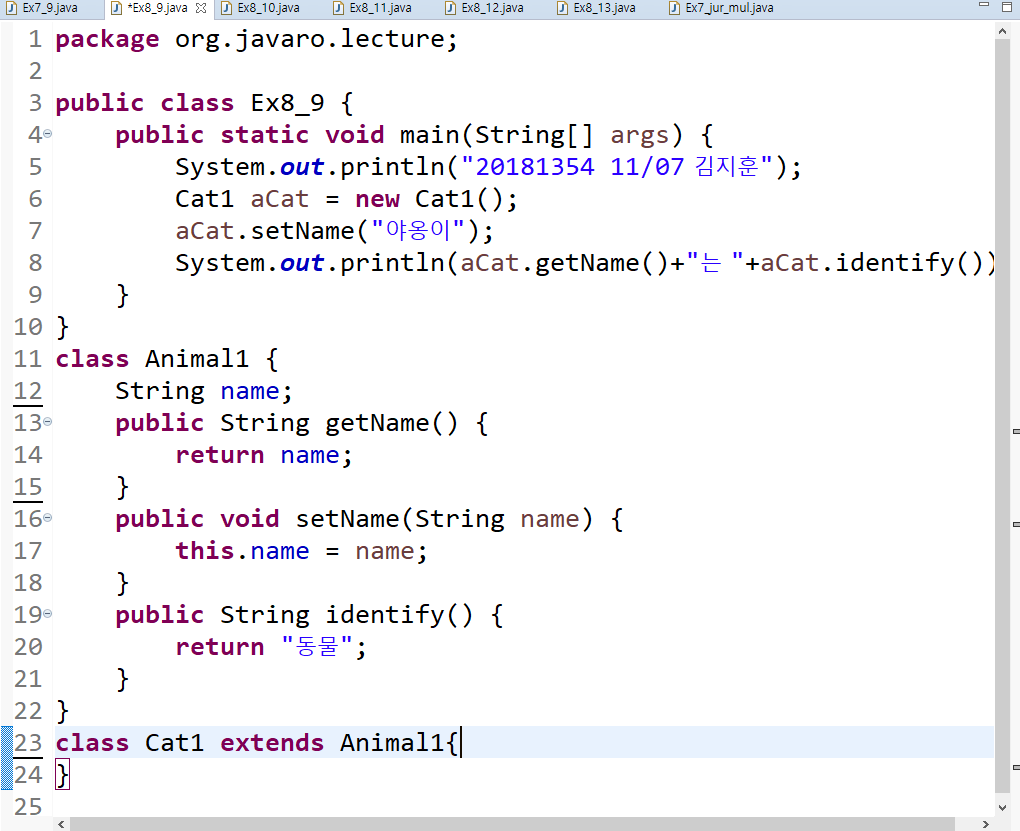 Ex7_9.java *Ex8_9.java Ex8_10.java Ex8_11.java Ex8_12.java Ex8_13.java Ex7_jur_mul.java
1 package org.javaro.lecture;
2
3 public class Ex8_9 {
4 public static void main(String[] args) {
5 System.out.println("20181354 11/07 김지훈");
6 Cat1 aCat = new Cat1();
7 aCat.setName("야옹이");
8 System.out.println(aCat.getName()+"는 "+aCat.identify())
9 }
10 }
11 class Animal1 {
12 String name;
13 public String getName() {
14 return name;
15 }
16 public void setName(String name) {
17 this.name = name;
18 }
19 public String identify() {
20 return "동물";
21 }
22 }
23 class Cat1 extends Animal1{
24 }
25